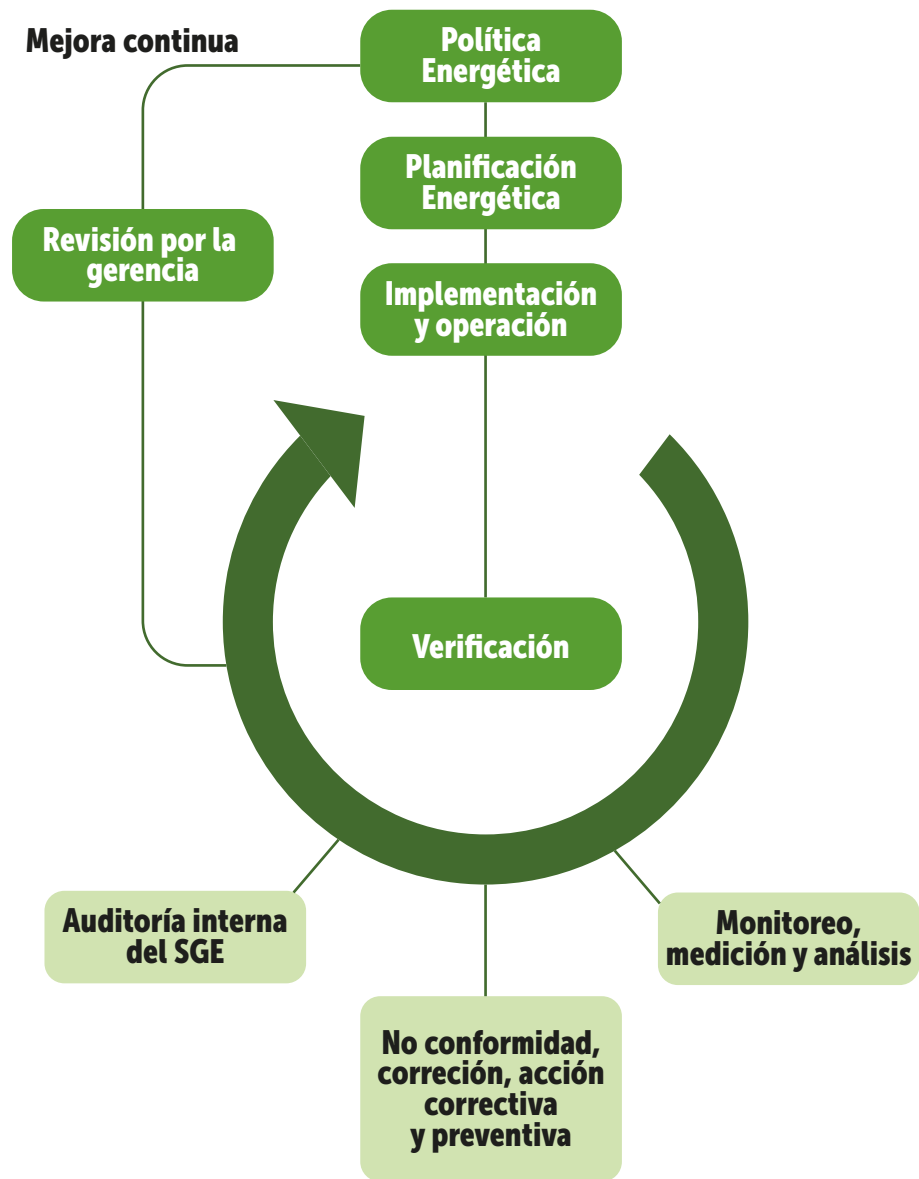 Mejora continua
Política
Energética
Planificación
Energética
Revisión por la
gerencia
Implementación
y operación
Verificación
Auditoría interna
del SGE
Monitoreo,
medición y análisis
No conformidad,
correción, acción
correctiva
y preventiva